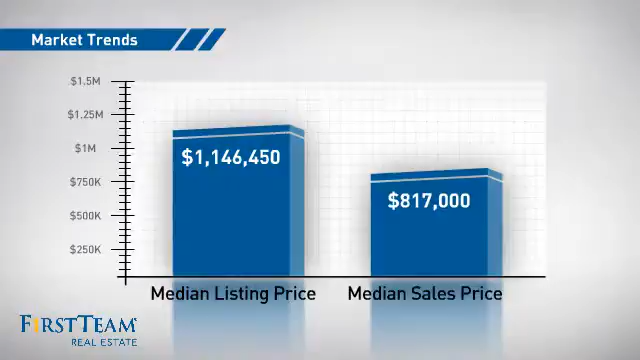 Market Trends
$1.5M
$1.25M
$1M
$750K
$500K
$250K
$1,146,450
$817,000
Median Listing Price
Median Sales Price
FIRSTTEAM®
REAL ESTATE